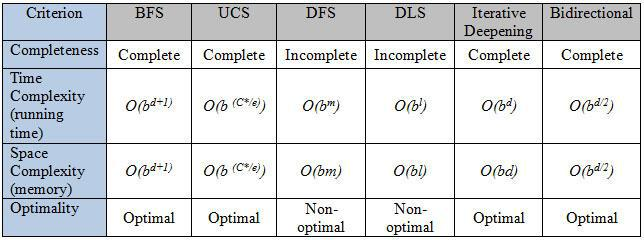 Criterion BFS UCS DFS DLS Iterative Deepening Bidirectional
Completeness Complete Complete Incomplete Incomplete Complete Complete
Time Complexity (running time) O(b^d+1) O(b^(C*/e)) O(b^m) O(b^l) O(b^d) O(b^d/2)
Space Complexity (memory) O(b^d+1) O(b^(C*/e)) O(bm) O(bl) O(bd) O(b^d/2)
Optimality Optimal Optimal Non-optimal Non-optimal Optimal Optimal